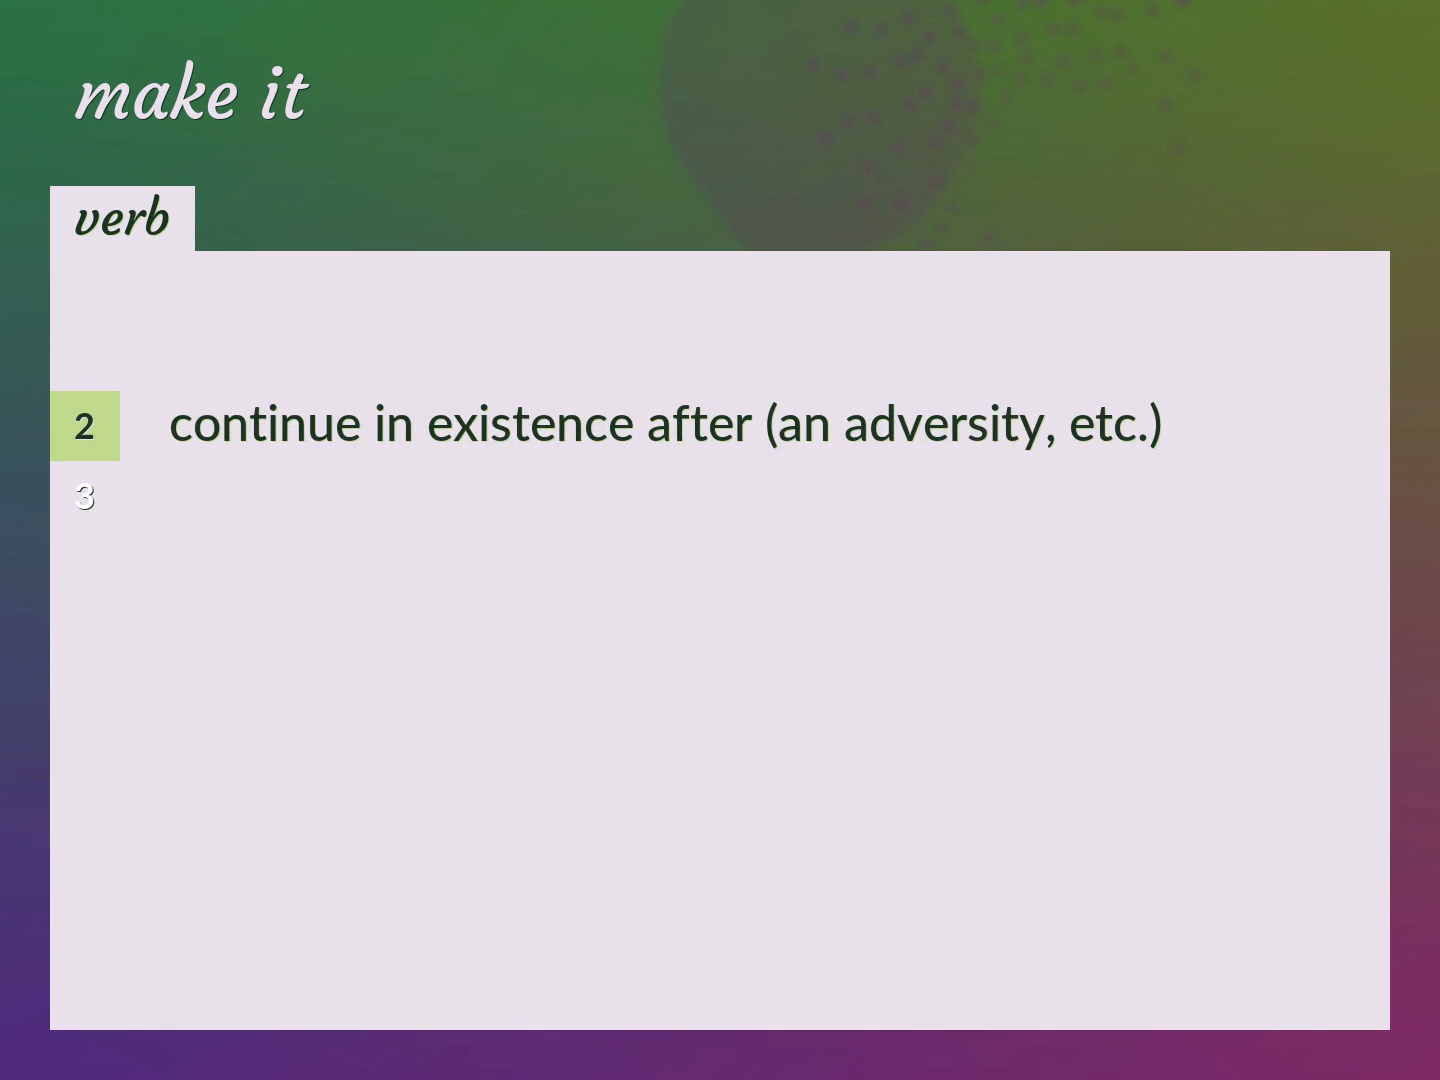 make it
verb
2 continue in existence after (an adversity, etc.)
3